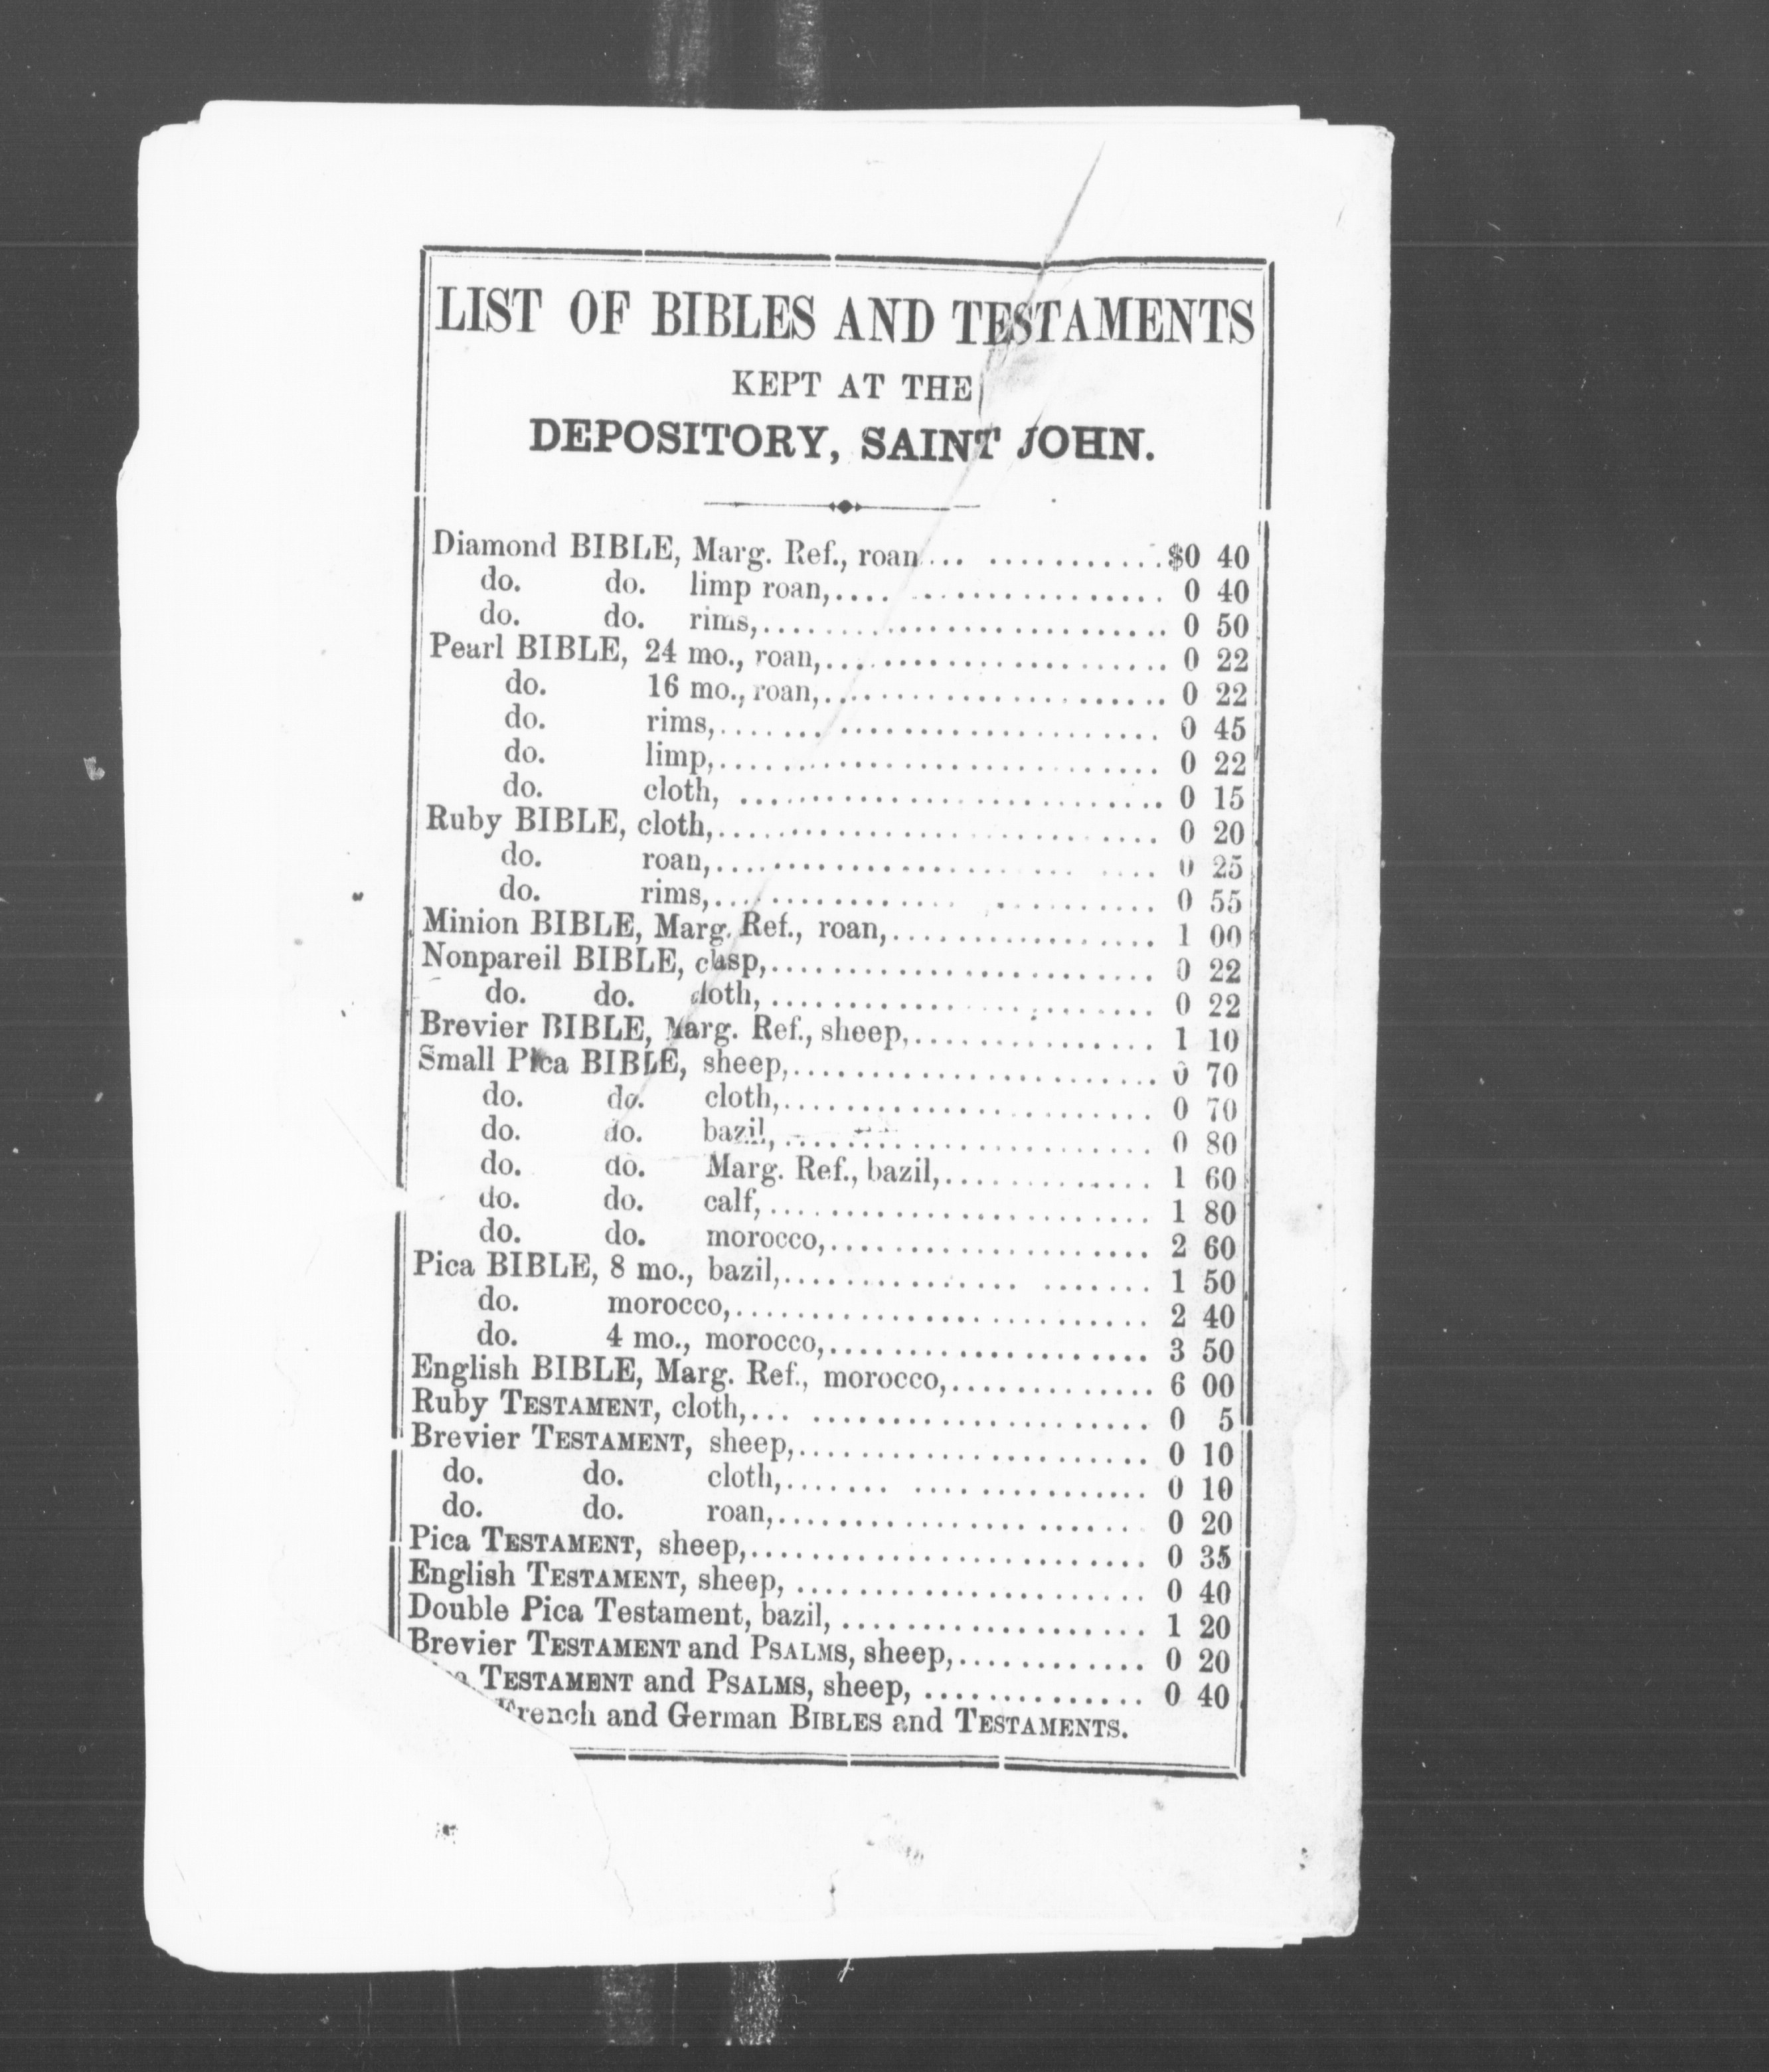 LIST OF BIBLES AND TESTAMENTS
KEPT AT THE
DEPOSITORY, SAINT JOHN.
Diamond BIBLE, Marg. Ref., roan... ............$0 40
do. do. limp roan,.... .................. 0 40
do. do. rims,............................ 0 50
Pearl BIBLE, 24 mo., roan,....................... 0 22
do. 16 mo., roan,....................... 0 22
do. rims,............................. 0 45
do. limp,............................. 0 22
do. cloth, ............................ 0 15
Ruby BIBLE, cloth,............................. 0 20
do. roan,............................. 0 25
do. rims,............................. 0 55
Minion BIBLE, Marg. Ref., roan,.................. 1 00
Nonpareil BIBLE, clasp,......................... 0 22
do. do. cloth,......................... 0 22
Brevier BIBLE, Marg. Ref., sheep,................ 1 10
Small Pica BIBLE, sheep,........................ 0 70
do. do. cloth,........................ 0 70
do. do. bazil,........................ 0 80
do. do. Marg. Ref., bazil,.............. 1 60
do. do. calf,......................... 1 80
do. do. morocco,..................... 2 60
Pica BIBLE, 8 mo., bazil,................ ....... 1 50
do. morocco,........................... 2 40
do. 4 mo., morocco,..................... 3 50
English BIBLE, Marg. Ref., morocco,.............. 6 00
Ruby TESTAMENT, cloth,... ...................... 0 5
Brevier TESTAMENT, sheep,....................... 0 10
do. do. cloth,....... ................ 0 10
do. do. roan,........................ 0 20
Pica TESTAMENT, sheep,.......................... 0 35
English TESTAMENT, sheep, ....................... 0 40
Double Pica Testament, bazil,..................... 1 20
Brevier TESTAMENT and PSALMS, sheep,............. 0 20
TESTAMENT and PSALMS, sheep, ............... 0 40
French and German BIBLES and TESTAMENTS.